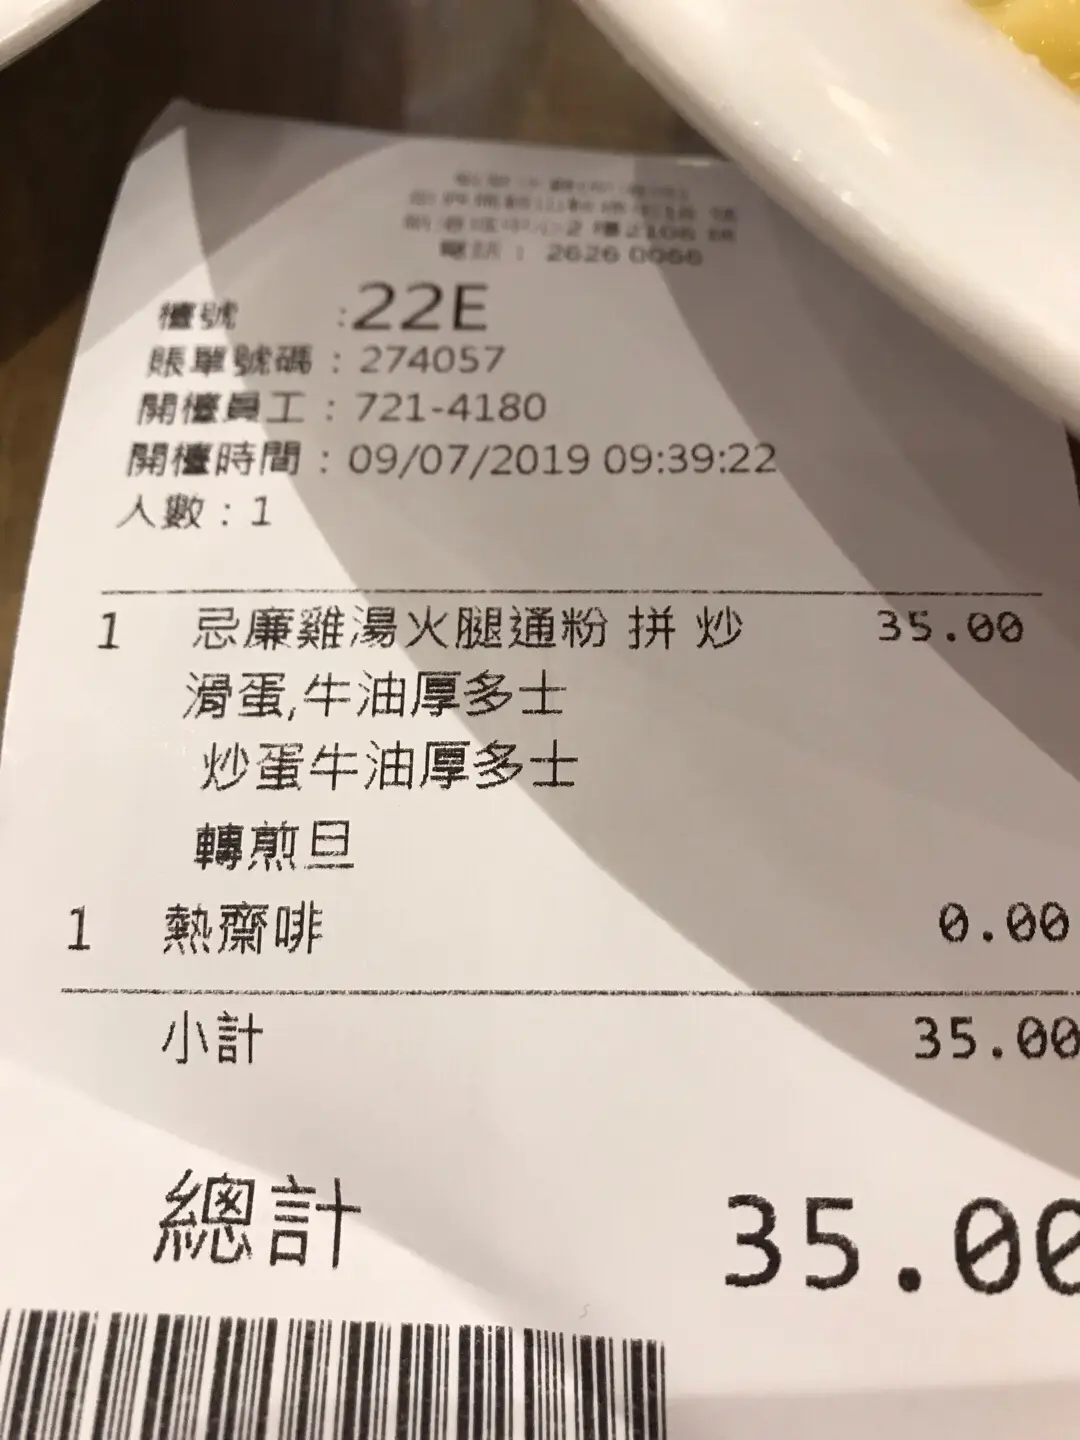 電話： 2626 0066
檯號 :22E
賬單號碼：274057
開檯員工：721-4180
開檯時間：09/07/2019 09:39:22
人數：1
1 忌廉雞湯火腿通粉 拼 炒 35.00
滑蛋,牛油厚多士
炒蛋牛油厚多士
轉煎旦
1 熱齋啡 0.00
小計 35.00
總計 35.00